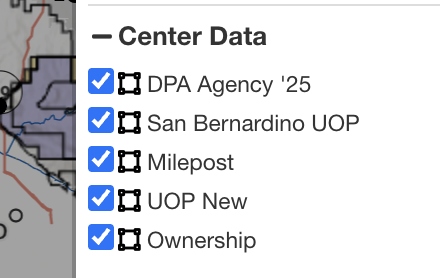 Center Data
DPA Agency '25
San Bernardino UOP
Milepost
UOP New
Ownership